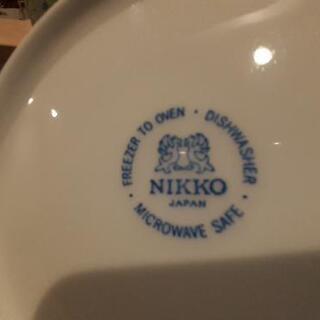 FREEZER TO OVEN · DISHWASHER ·
NIKKO
JAPAN
· MICROWAVE SAFE ·